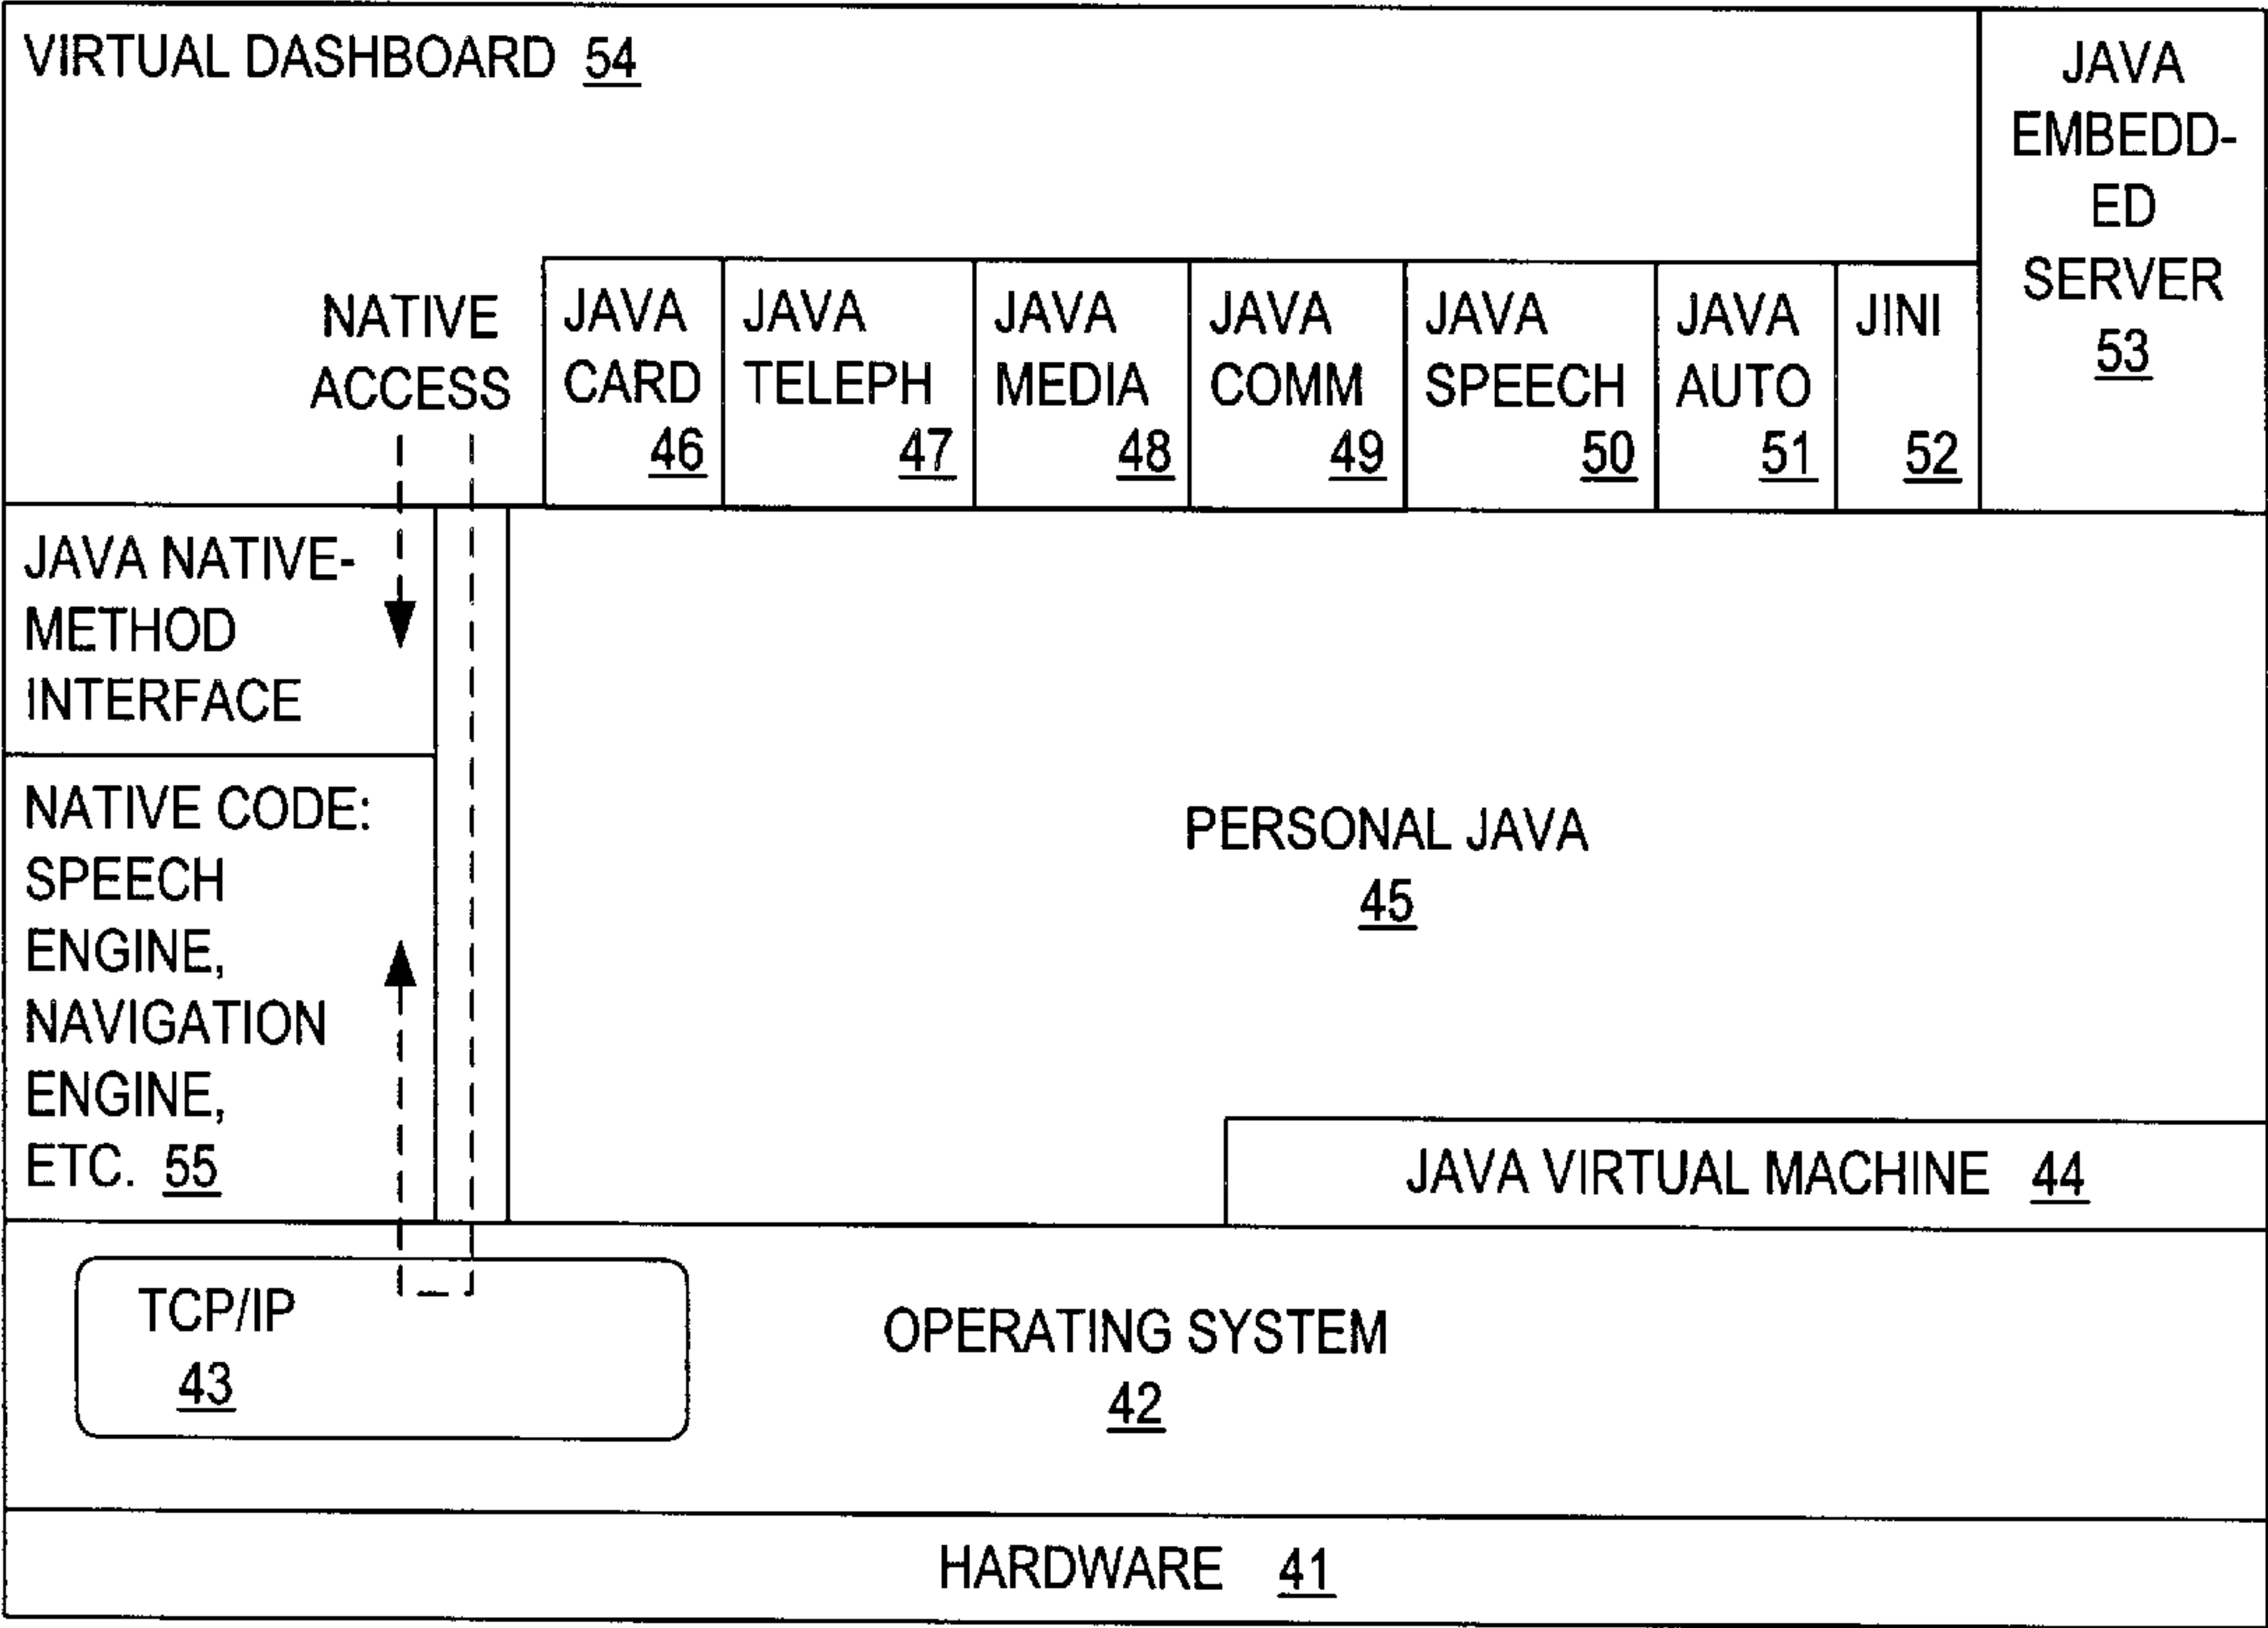 VIRTUAL DASHBOARD 54
JAVA
EMBEDD-
ED
SERVER
53
NATIVE
ACCESS
JAVA
CARD
46
JAVA
TELEPH
47
JAVA
MEDIA
48
JAVA
COMM
49
JAVA
SPEECH
50
JAVA
AUTO
51
JINI
52
JAVA NATIVE-
METHOD
INTERFACE
NATIVE CODE:
SPEECH
ENGINE,
NAVIGATION
ENGINE,
ETC. 55
PERSONAL JAVA
45
JAVA VIRTUAL MACHINE 44
TCP/IP
43
OPERATING SYSTEM
42
HARDWARE 41